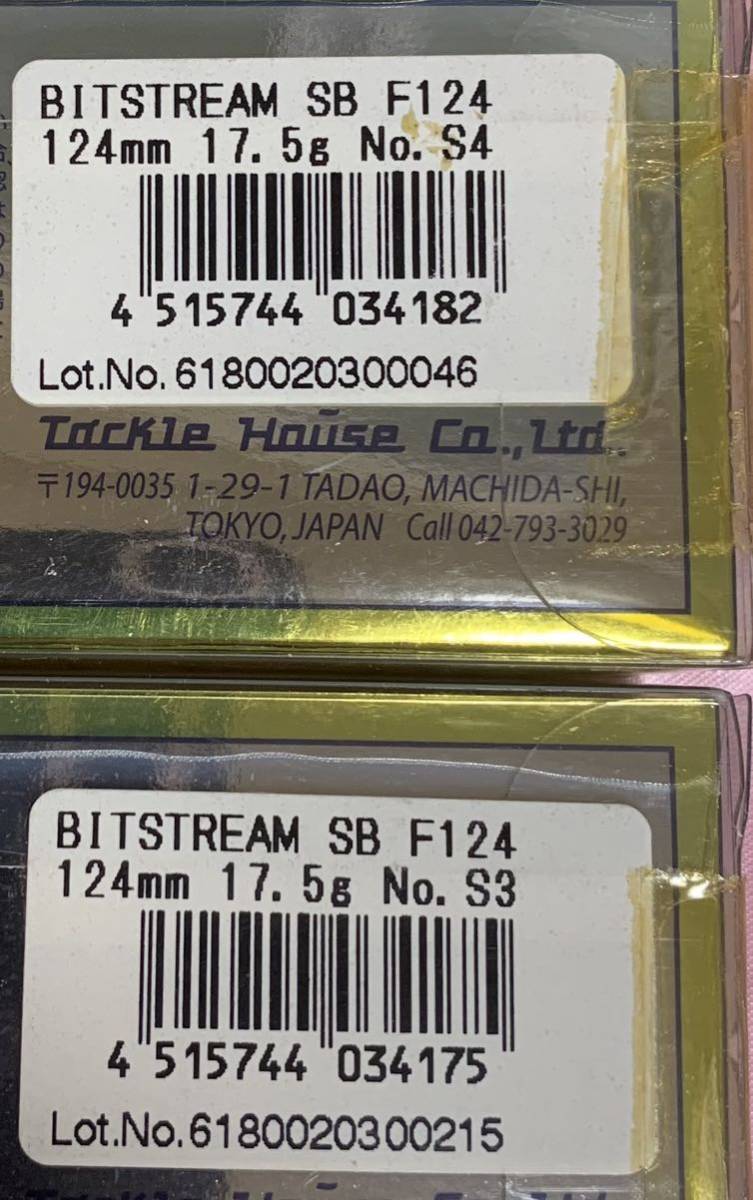 BITSTREAM SB F124
124mm 17.5g No. S4
4 515744 034182
Lot.No. 6180020300046
Tackle House Co., Ltd.
〒194-0035 1-29-1 TADAO, MACHIDA-SHI,
TOKYO, JAPAN Call 042-793-3029
BITSTREAM SB F124
124mm 17.5g No. S3
4 515744 034175
Lot.No. 6180020300215